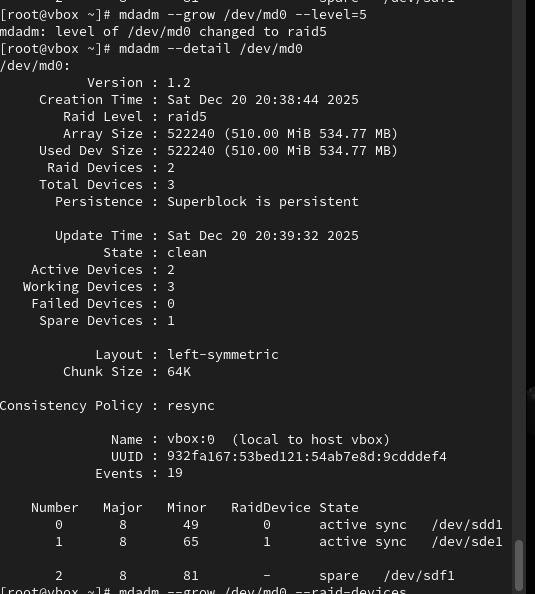 2 8 81 - spare /dev/sdf1
[root@vbox ~]# mdadm --grow /dev/md0 --level=5
mdadm: level of /dev/md0 changed to raid5
[root@vbox ~]# mdadm --detail /dev/md0
/dev/md0:
Version : 1.2
Creation Time : Sat Dec 20 20:38:44 2025
Raid Level : raid5
Array Size : 522240 (510.00 MiB 534.77 MB)
Used Dev Size : 522240 (510.00 MiB 534.77 MB)
Raid Devices : 2
Total Devices : 3
Persistence : Superblock is persistent
Update Time : Sat Dec 20 20:39:32 2025
State : clean
Active Devices : 2
Working Devices : 3
Failed Devices : 0
Spare Devices : 1
Layout : left-symmetric
Chunk Size : 64K
Consistency Policy : resync
Name : vbox:0 (local to host vbox)
UUID : 932fa167:53bed121:54ab7e8d:9cdddef4
Events : 19
Number Major Minor RaidDevice State
0 8 49 0 active sync /dev/sdd1
1 8 65 1 active sync /dev/sde1
2 8 81 - spare /dev/sdf1
[root@vbox ~]# mdadm --grow /dev/md0 --raid-devices